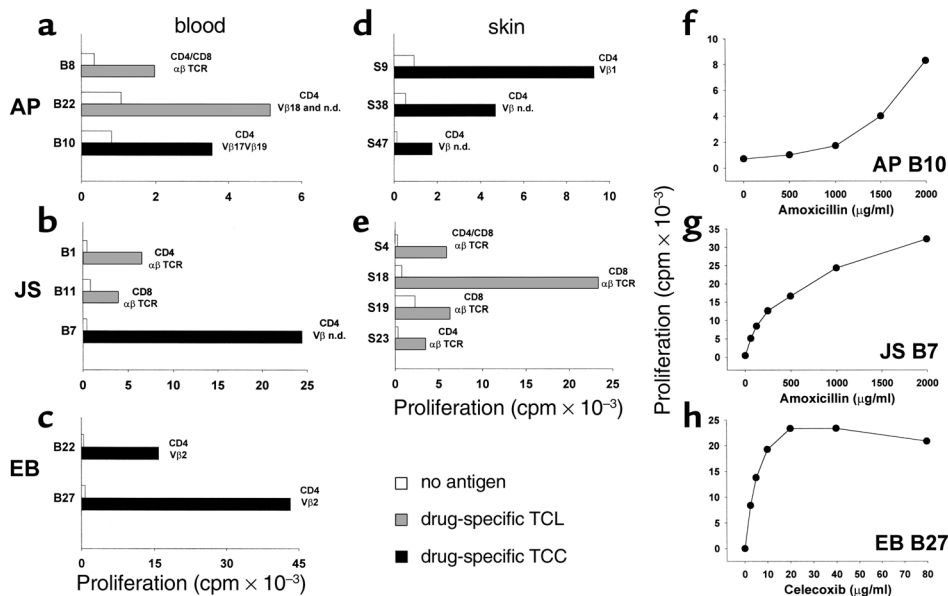 a
blood
AP
B8
CD4/CD8
αβ TCR
B22
CD4
Vβ18 and n.d.
B10
CD4
Vβ17Vβ19
0 2 4 6
b
JS
B1
CD4
αβ TCR
B11
CD8
αβ TCR
B7
CD4
Vβ n.d.
0 5 10 15 20 25
c
EB
B22
CD4
Vβ2
B27
CD4
Vβ2
0 15 30 45
Proliferation (cpm × 10⁻³)
d
skin
S9
CD4
Vβ1
S38
CD4
Vβ n.d.
S47
CD4
Vβ n.d.
0 2 4 6 8 10
e
S4
CD4/CD8
αβ TCR
S18
CD8
αβ TCR
S19
CD8
αβ TCR
S23
CD4
αβ TCR
0 5 10 15 20 25
Proliferation (cpm × 10⁻³)
no antigen
drug-specific TCL
drug-specific TCC
Proliferation (cpm × 10⁻³)
f
10
8
6
4
2
0
AP B10
0 500 1000 1500 2000
Amoxicillin (µg/ml)
g
35
30
25
20
15
10
5
0
JS B7
0 500 1000 1500 2000
Amoxicillin (µg/ml)
h
25
20
15
10
5
0
EB B27
0 10 20 30 40 50 60 70 80
Celecoxib (µg/ml)